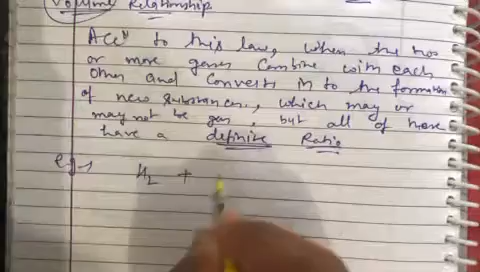 Volume Relationship
Accⁿ to this law, when the two
or more gases combine with each
other and converts in to the formation
of new substances, which may or
may not be gas, but all of these
have a definite Ratio
eg→ H2 +